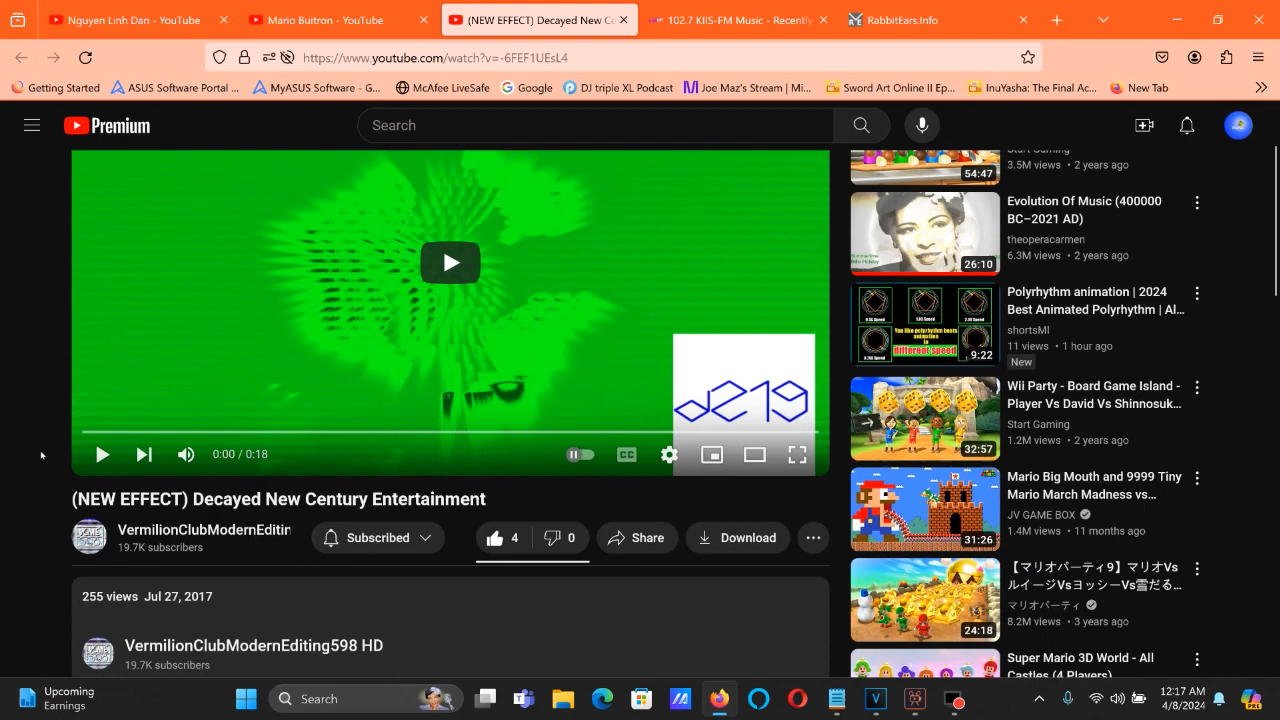 Nguyen Linh Dan - YouTube
Mario Buitron - YouTube
(NEW EFFECT) Decayed New Ce
102.7 KIIS-FM Music - Recently
RabbitEars.Info
https://www.youtube.com/watch?v=-6FEF1UEsL4
Getting Started
ASUS Software Portal ...
MyASUS Software - G...
McAfee LiveSafe
Google
DJ triple XL Podcast
Joe Maz's Stream | Mi...
Sword Art Online II Ep...
InuYasha: The Final Ac...
New Tab
Premium
Search
d219
0:00 / 0:18
CC
(NEW EFFECT) Decayed New Century Entertainment
VermilionClubModernEditin
19.7K subscribers
Subscribed
4
0
Share
Download
255 views Jul 27, 2017
VermilionClubModernEditing598 HD
19.7K subscribers
Start Gaming
3.5M views • 2 years ago
54:47
Evolution Of Music (400000
BC–2021 AD)
theoperacarmen
6.3M views • 2 years ago
26:10
Polyrhythm animation | 2024
Best Animated Polyrhythm | Al...
shortsMI
11 views • 1 hour ago
New
different speed
9:22
Wii Party - Board Game Island -
Player Vs David Vs Shinnosuk...
Start Gaming
1.2M views • 2 years ago
32:57
Mario Big Mouth and 9999 Tiny
Mario March Madness vs...
JV GAME BOX
1.4M views • 11 months ago
31:26
【マリオパーティ9】マリオVs
ルイージVsヨッシーVs雪だる...
マリオパーティ
8.2M views • 3 years ago
24:18
Super Mario 3D World - All
Castles (4 Players)
Upcoming
Earnings
Search
12:17 AM
4/8/2024